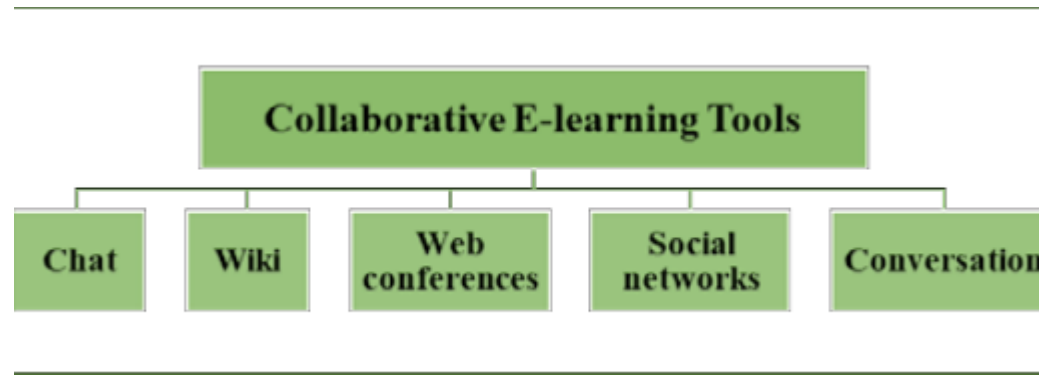 Collaborative E-learning Tools
Chat
Wiki
Web
conferences
Social
networks
Conversation